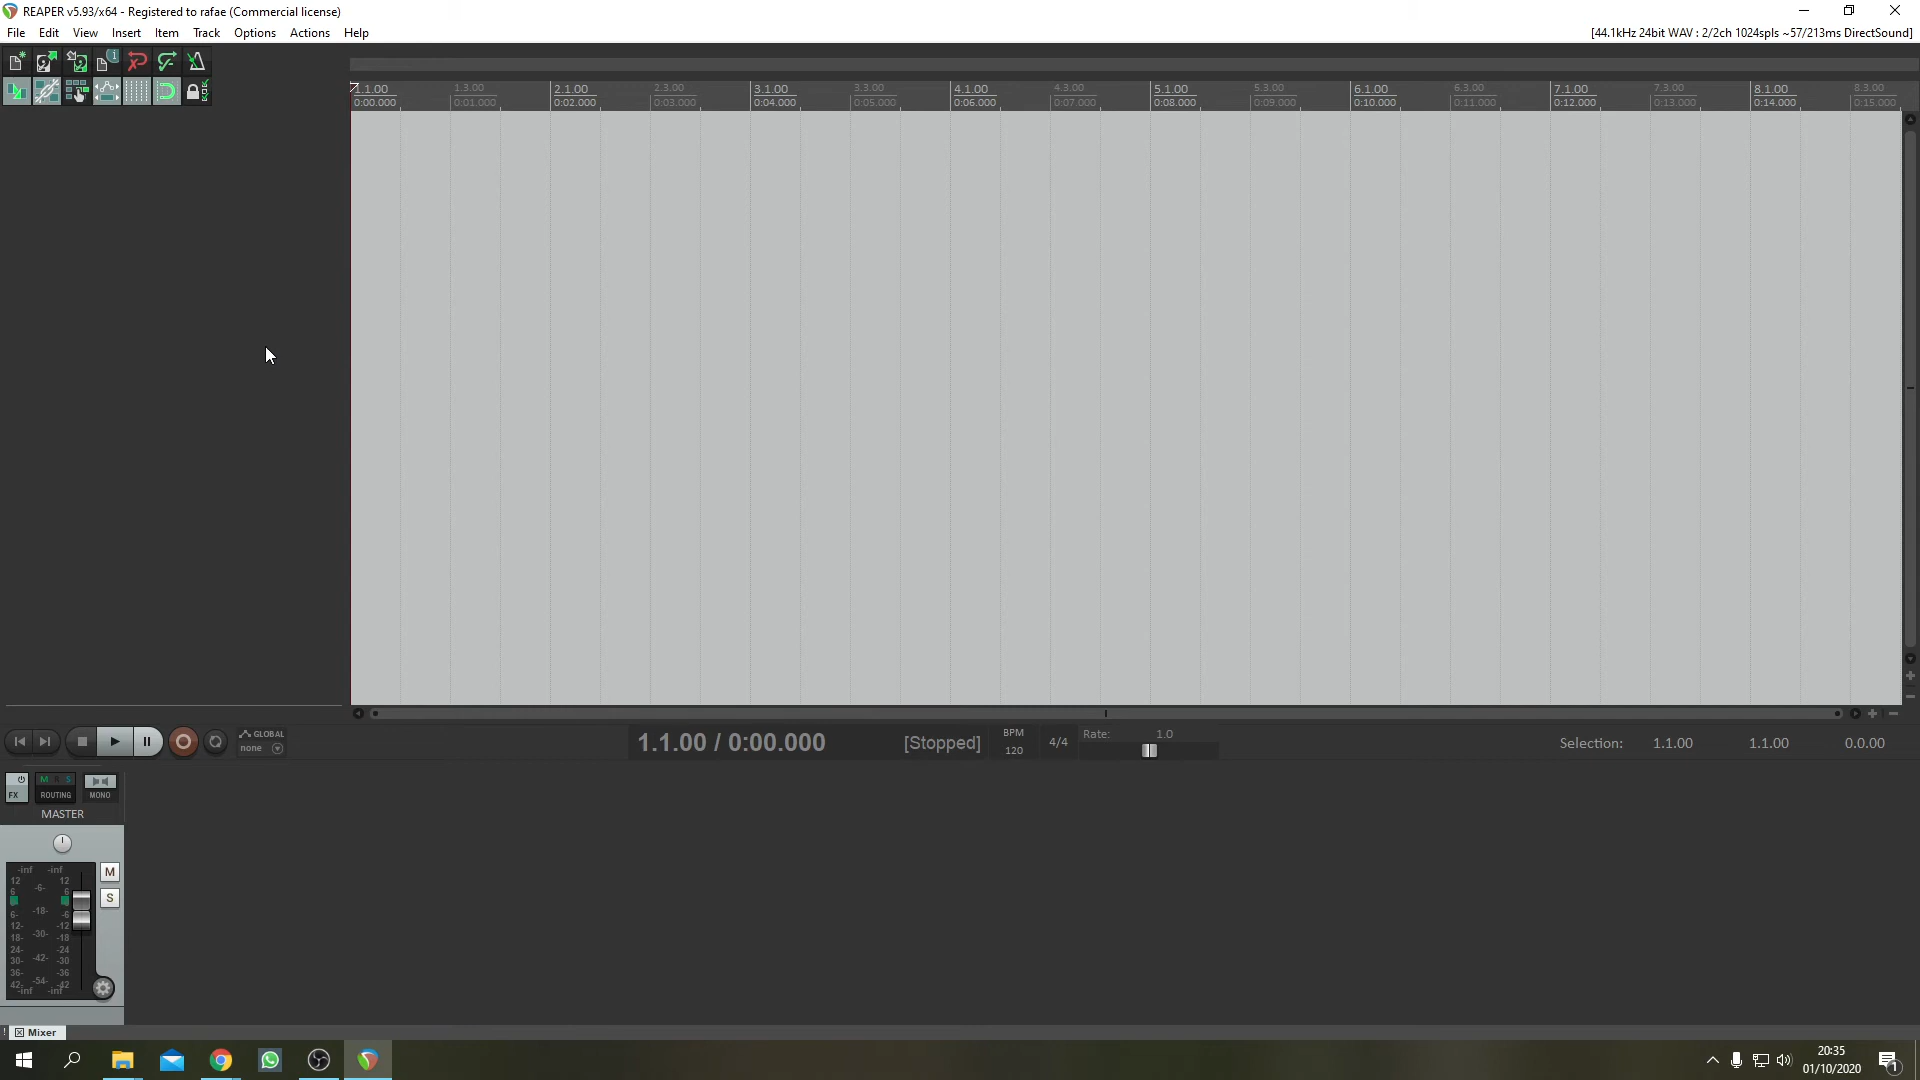 REAPER v5.93/x64 - Registered to rafae (Commercial license)
File Edit View Insert Item Track Options Actions Help
[44.1kHz 24bit WAV : 2/2ch 1024spls ~57/213ms DirectSound]
1.1.00 1.3.00 2.1.00 2.3.00 3.1.00 3.3.00 4.1.00 4.3.00 5.1.00 5.3.00 6.1.00 6.3.00 7.1.00 7.3.00 8.1.00 8.3.00
0:00.000 0:01.000 0:02.000 0:03.000 0:04.000 0:05.000 0:06.000 0:07.000 0:08.000 0:09.000 0:10.000 0:11.000 0:12.000 0:13.000 0:14.000 0:15.000
GLOBAL
none
1.1.00 / 0:00.000 [Stopped]
BPM
120
4/4
Rate: 1.0
Selection: 1.1.00 1.1.00 0.0.00
FX
M R S
ROUTING
MONO
MASTER
-inf -inf
12 12
6 -6- 6
6- -18- -6
12- -12
18- -30- -18
24- -24
30- -42- -30
36- -36
42- -54- -42
-inf -inf
M
S
! Mixer
20:35
01/10/2020
1